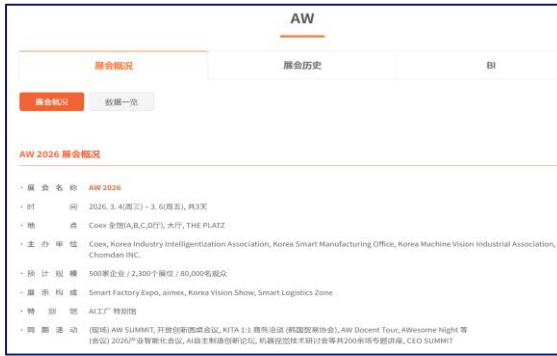 AW
展会概况
展会历史
BI
展会概况
数据一览
AW 2026 展会概况
· 展 会 名 称 AW 2026
· 时 间 2026. 3. 4(周三) – 3. 6(周五), 共3天
· 地 点 Coex 全馆(A,B,C,D厅), 大厅, THE PLATZ
· 主 办 单 位 Coex, Korea Industry Intelligentization Association, Korea Smart Manufacturing Office, Korea Machine Vision Industrial Association,
Chomdan INC.
· 预 计 规 模 500家企业 / 2,300个展位 / 80,000名观众
· 展 示 构 成 Smart Factory Expo, aimex, Korea Vision Show, Smart Logistics Zone
· 特 别 馆 AI工厂 特别馆
· 同 期 活 动 (现场) AW SUMMIT, 开放创新圆桌会议, KITA 1:1 商务洽谈 (韩国贸易协会), AW Docent Tour, AWesome Night 等
(会议) 2026产业智能化会议, AI自主制造创新论坛, 机器视觉技术研讨会等共200余场专题讲座, CEO SUMMIT